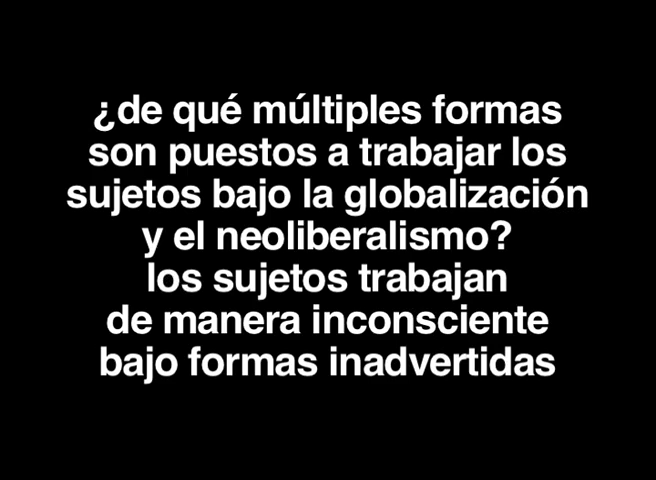 ¿de qué múltiples formas
son puestos a trabajar los
sujetos bajo la globalización
y el neoliberalismo?
los sujetos trabajan
de manera inconsciente
bajo formas inadvertidas